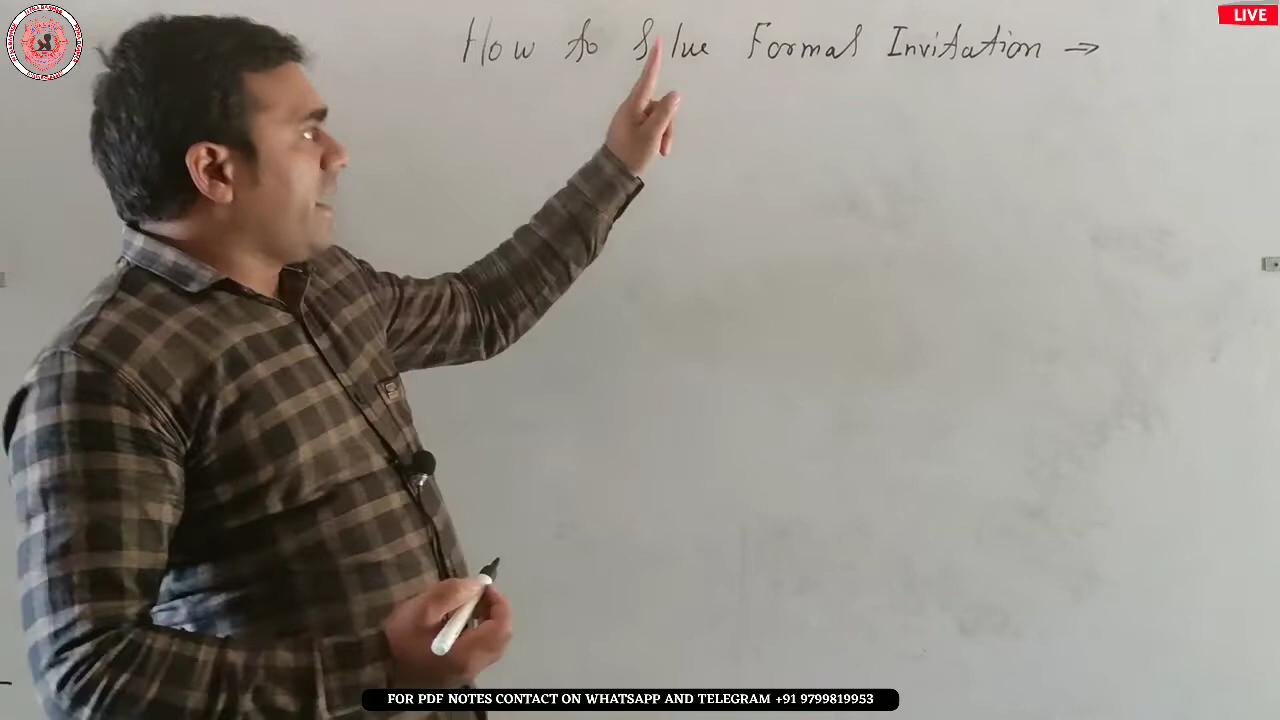 LIVE
How to Solve Formal Invitation →
FOR PDF NOTES CONTACT ON WHATSAPP AND TELEGRAM +91 9799819953